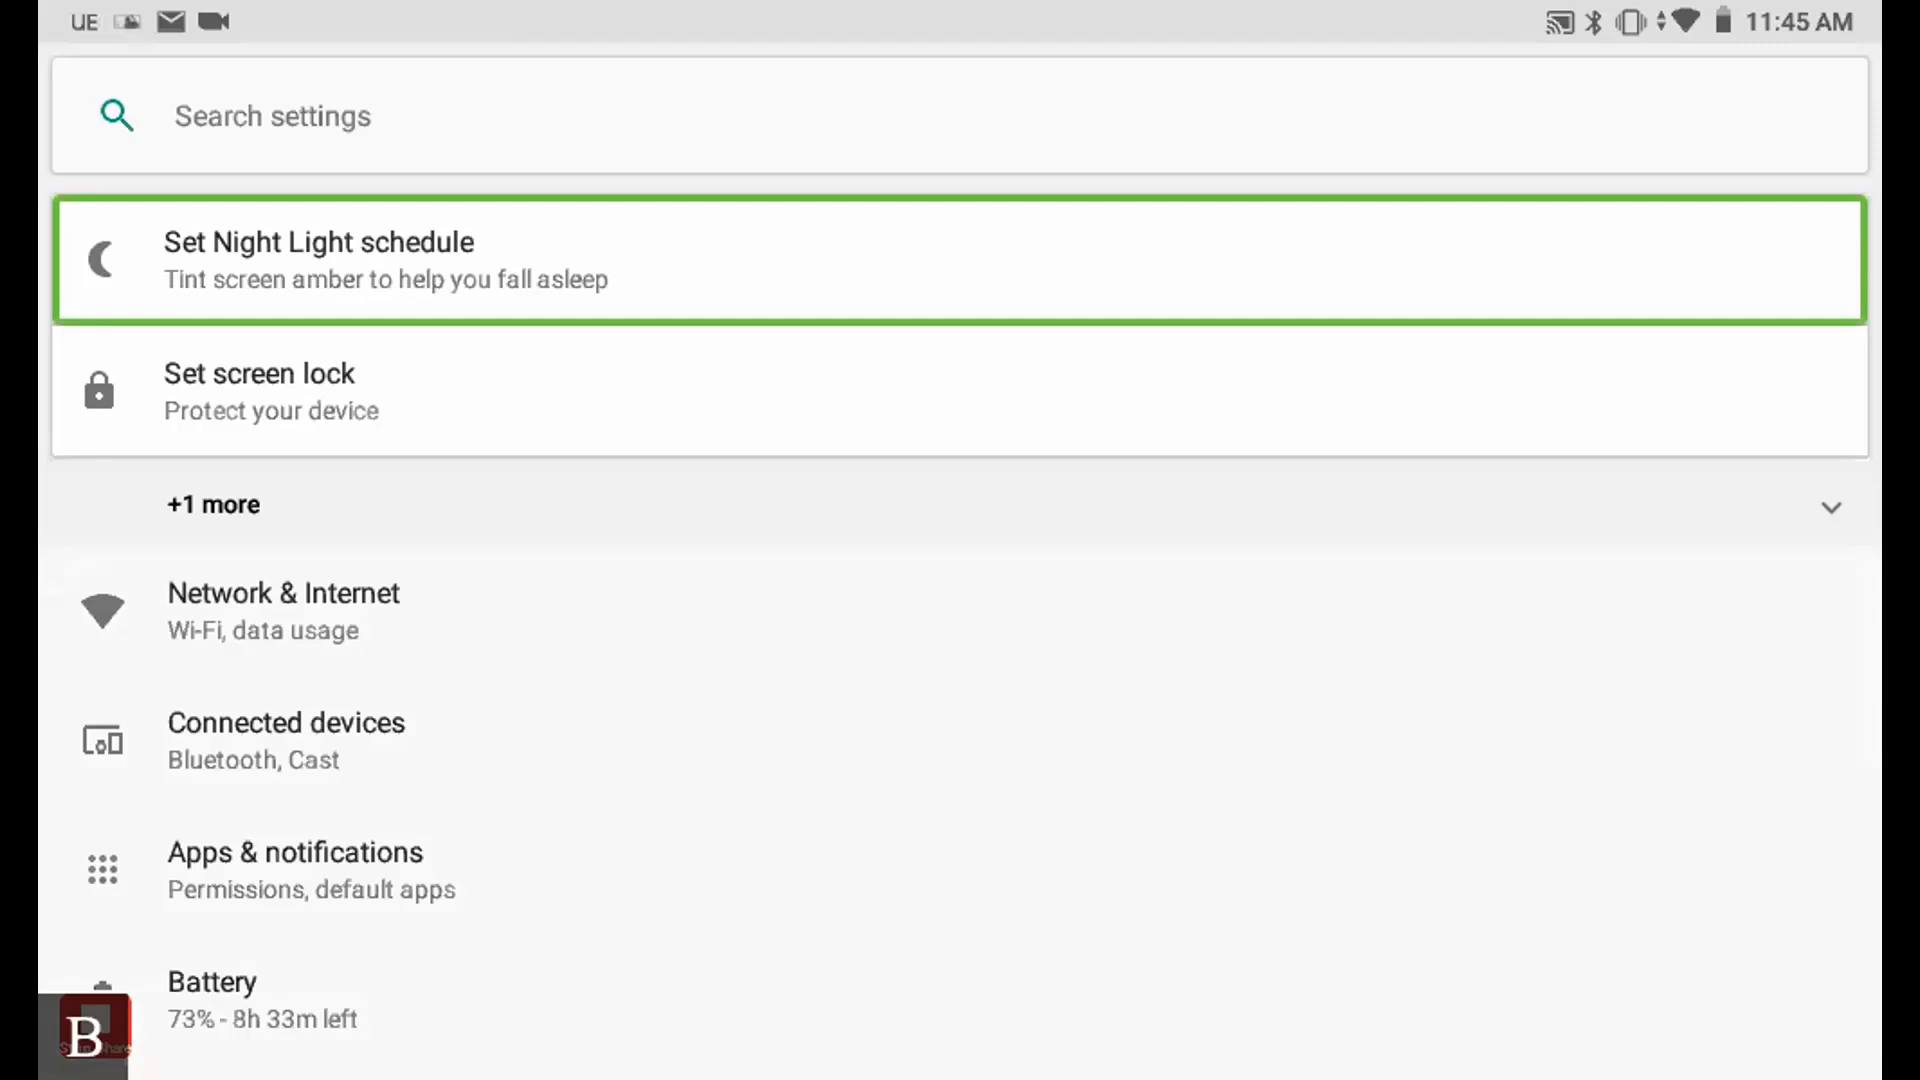 UE
11:45 AM
Search settings
Set Night Light schedule
Tint screen amber to help you fall asleep
Set screen lock
Protect your device
+1 more
Network & Internet
Wi-Fi, data usage
Connected devices
Bluetooth, Cast
Apps & notifications
Permissions, default apps
Battery
73% - 8h 33m left
B